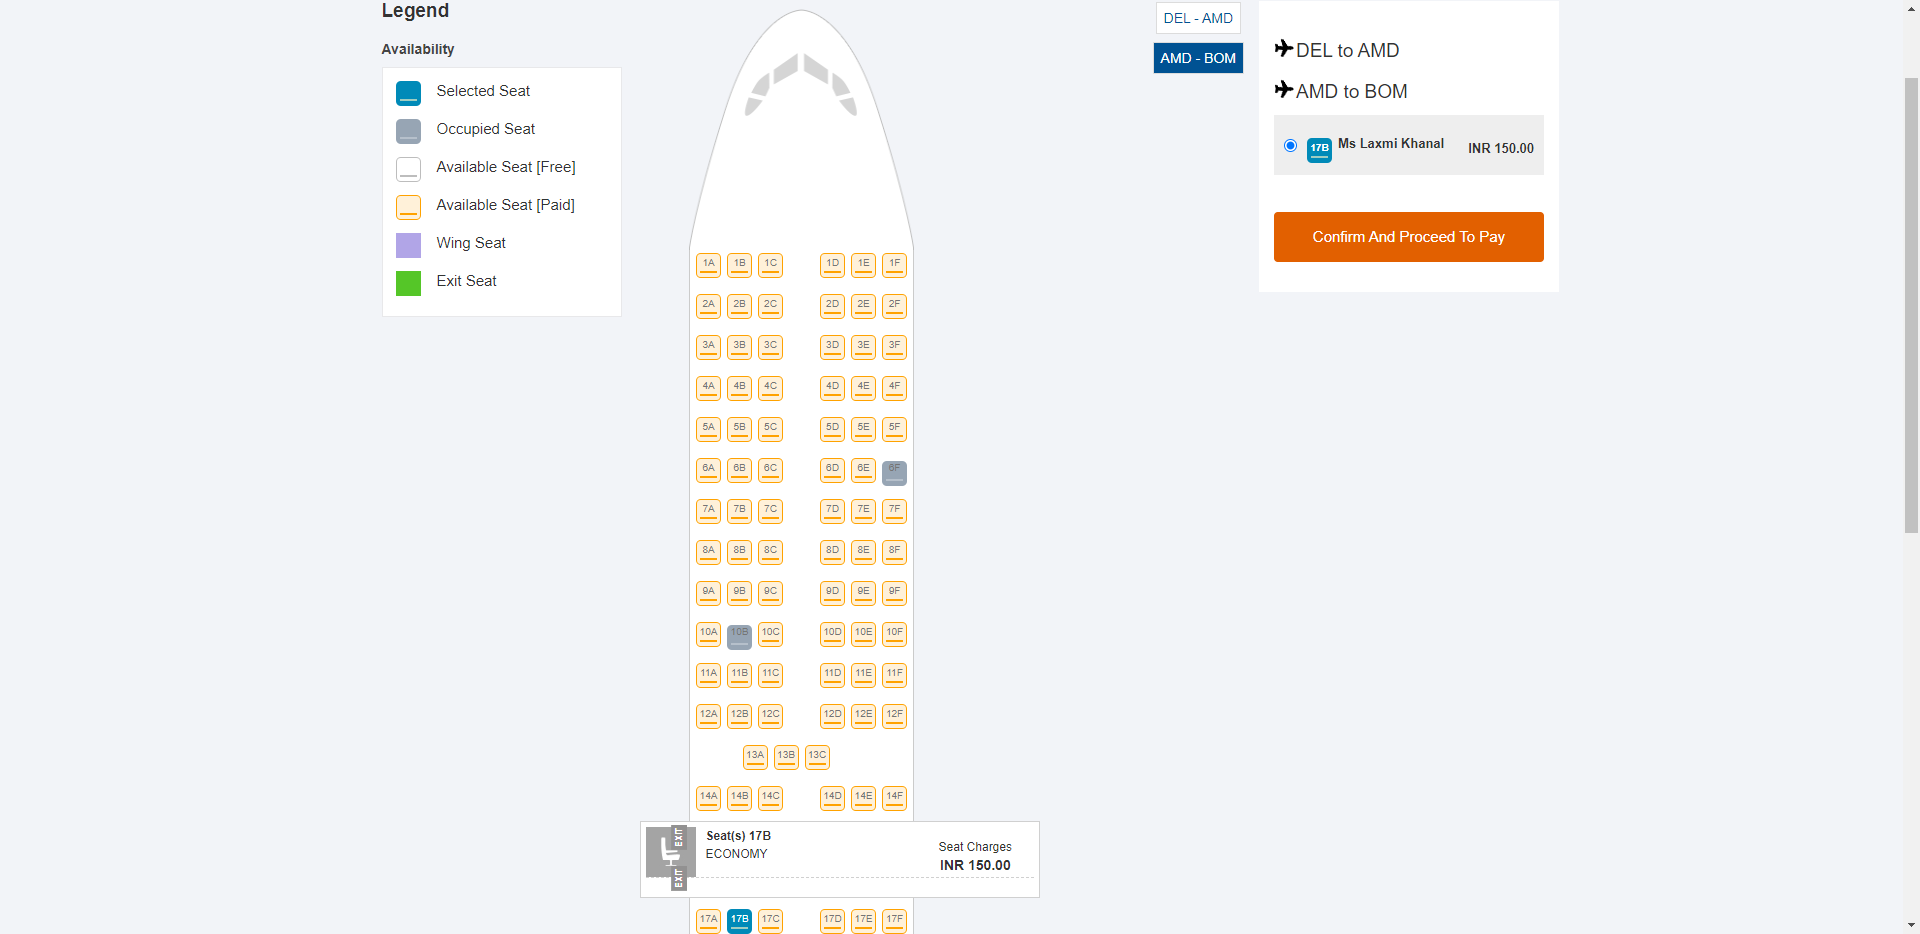 Legend
Availability
Selected Seat
Occupied Seat
Available Seat [Free]
Available Seat [Paid]
Wing Seat
Exit Seat
1A 1B 1C 1D 1E 1F
2A 2B 2C 2D 2E 2F
3A 3B 3C 3D 3E 3F
4A 4B 4C 4D 4E 4F
5A 5B 5C 5D 5E 5F
6A 6B 6C 6D 6E 6F
7A 7B 7C 7D 7E 7F
8A 8B 8C 8D 8E 8F
9A 9B 9C 9D 9E 9F
10A 10B 10C 10D 10E 10F
11A 11B 11C 11D 11E 11F
12A 12B 12C 12D 12E 12F
13A 13B 13C
14A 14B 14C 14D 14E 14F
EXIT
EXIT
Seat(s) 17B
ECONOMY
Seat Charges
INR 150.00
17A 17B 17C 17D 17E 17F
DEL - AMD
AMD - BOM
DEL to AMD
AMD to BOM
17B Ms Laxmi Khanal INR 150.00
Confirm And Proceed To Pay